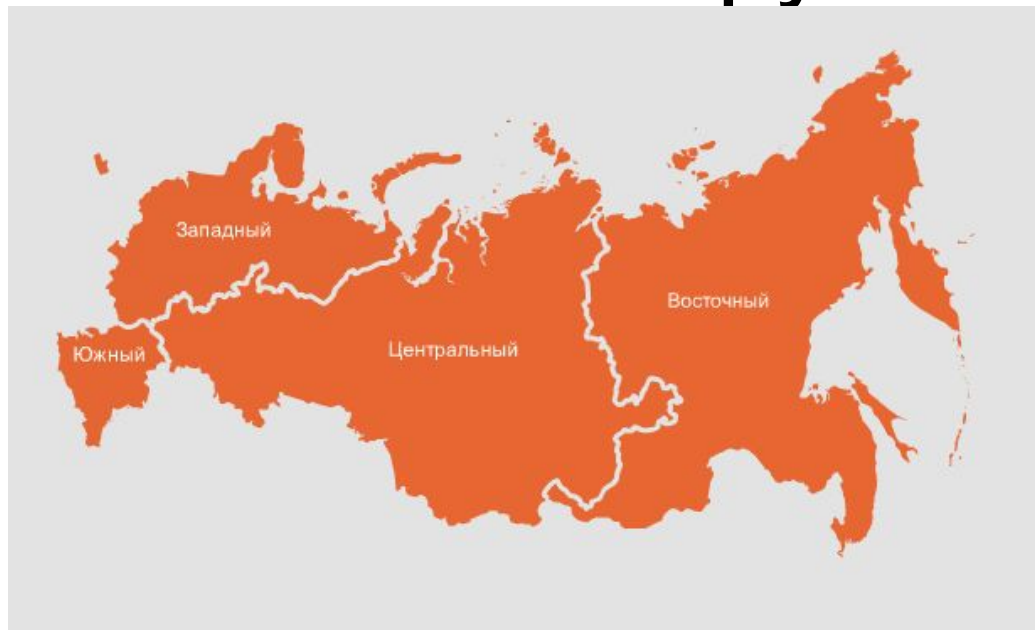 Западный
Восточный
Центральный
Южный